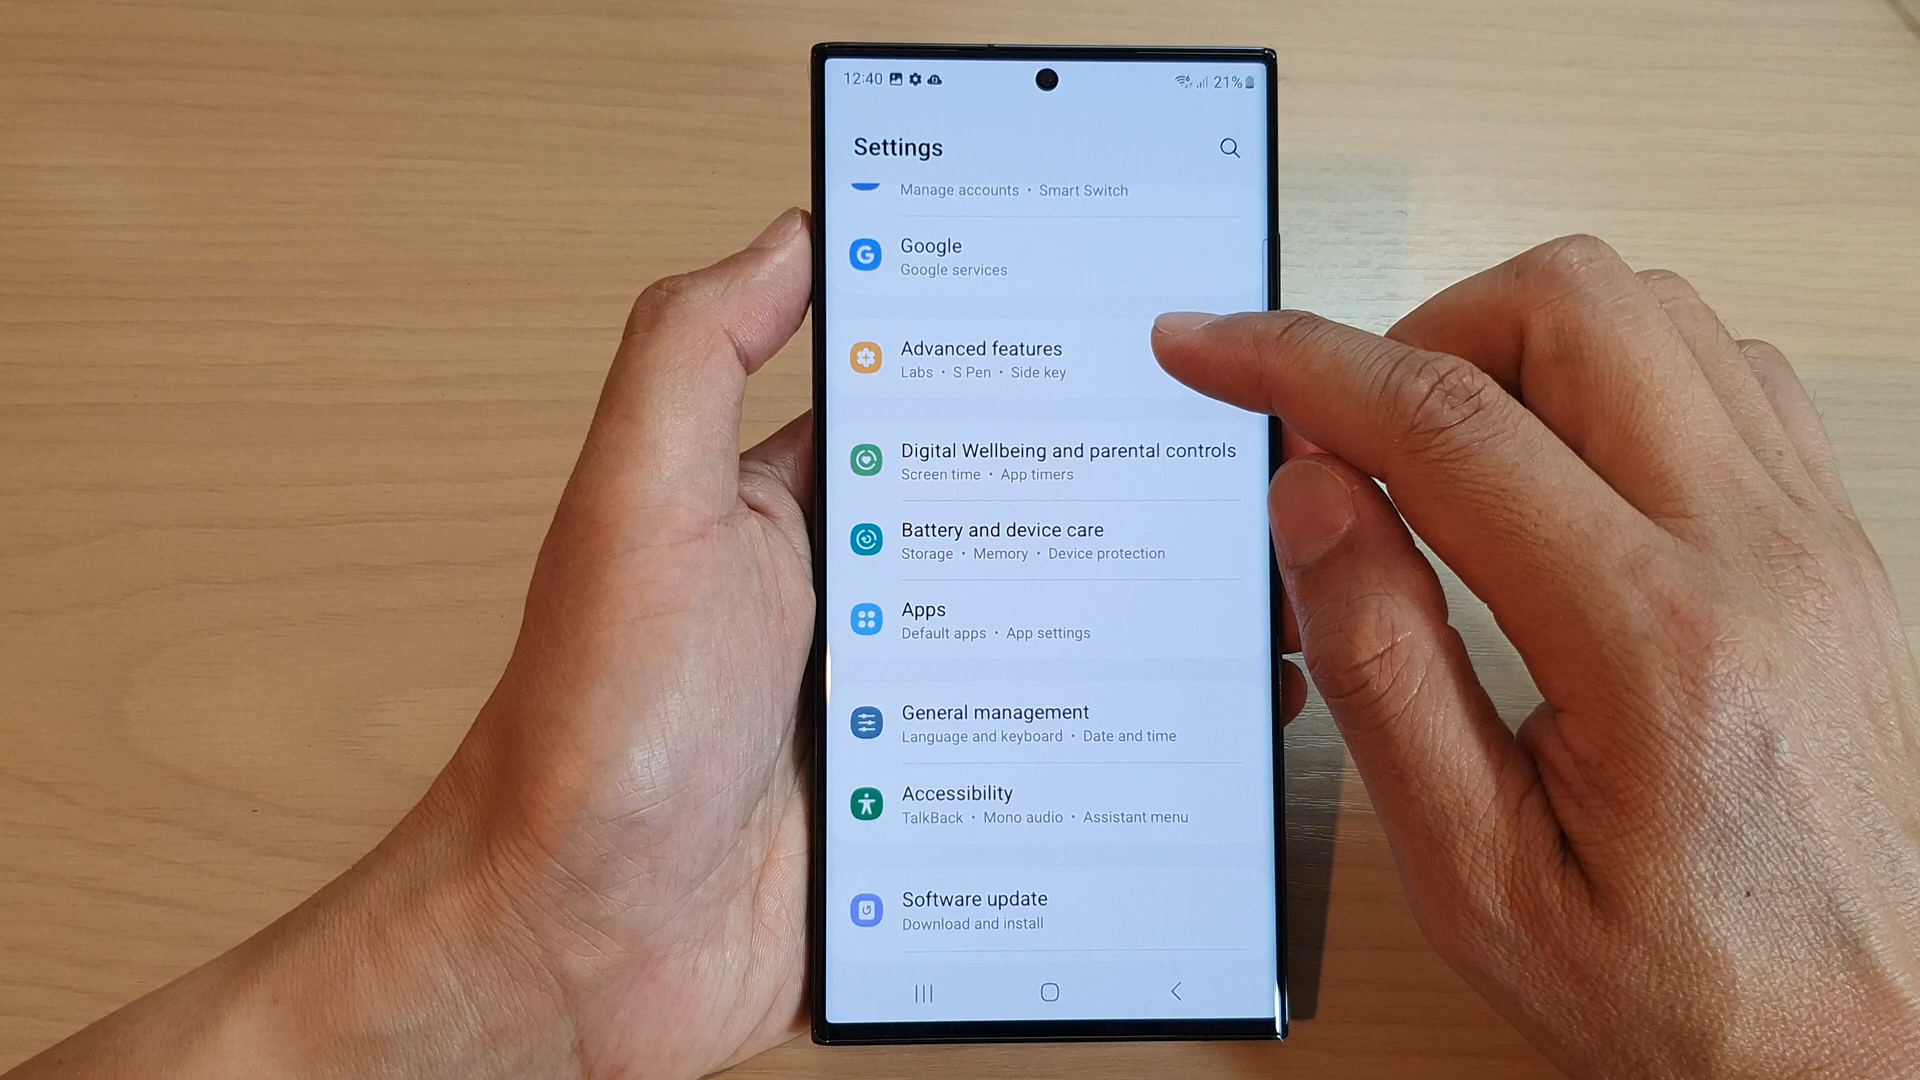 12:40 21%
Settings
Manage accounts • Smart Switch
Google
Google services
Advanced features
Labs • S Pen • Side key
Digital Wellbeing and parental controls
Screen time • App timers
Battery and device care
Storage • Memory • Device protection
Apps
Default apps • App settings
General management
Language and keyboard • Date and time
Accessibility
TalkBack • Mono audio • Assistant menu
Software update
Download and install